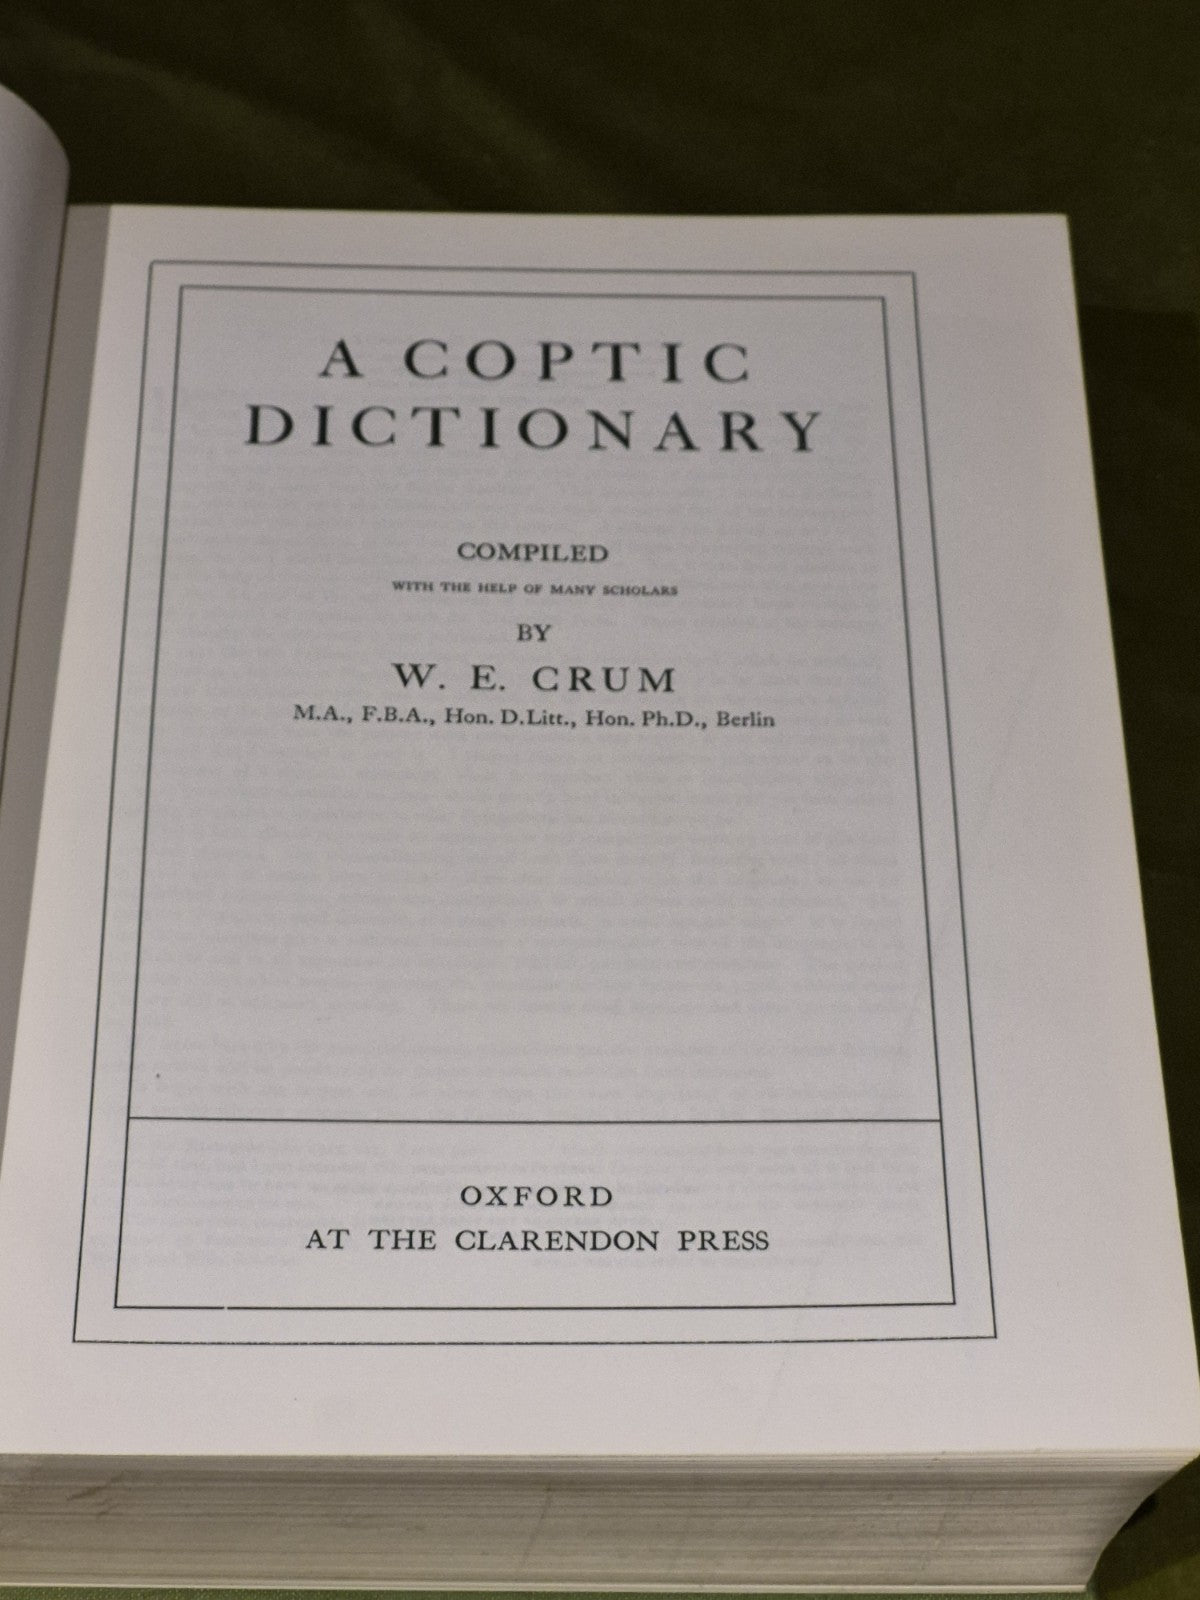 A COPTIC
DICTIONARY
COMPILED
WITH THE HELP OF MANY SCHOLARS
BY
W. E. CRUM
M.A., F.B.A., Hon. D.Litt., Hon. Ph.D., Berlin
OXFORD
AT THE CLARENDON PRESS